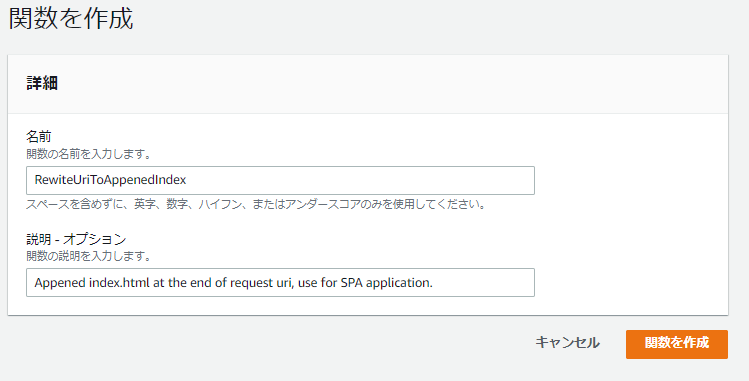 関数を作成
詳細
名前
関数の名前を入力します。
RewiteUriToAppenedIndex
スペースを含めずに、英字、数字、ハイフン、またはアンダースコアのみを使用してください。
説明 - オプション
関数の説明を入力します。
Appened index.html at the end of request uri, use for SPA application.
キャンセル
関数を作成